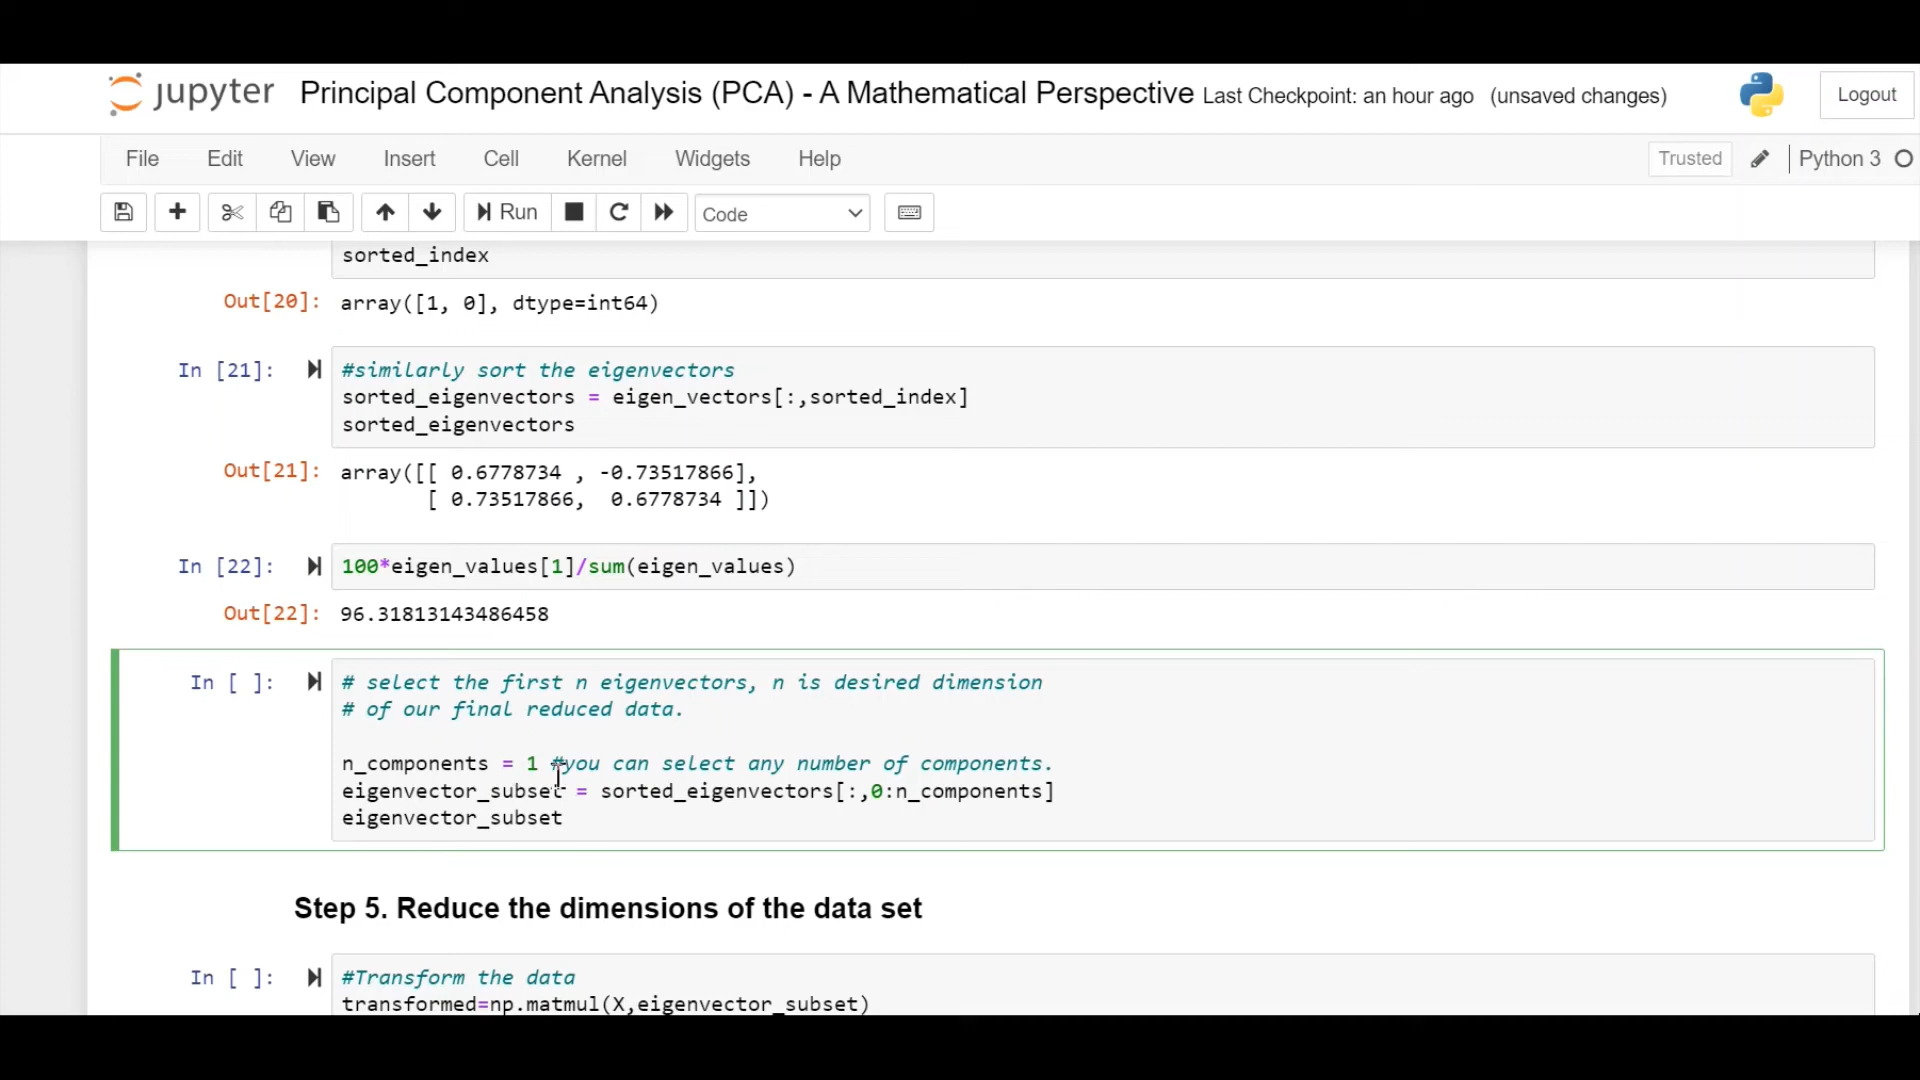 jupyter Principal Component Analysis (PCA) - A Mathematical Perspective Last Checkpoint: an hour ago (unsaved changes) Logout
File Edit View Insert Cell Kernel Widgets Help Trusted Python 3
Run Code
sorted_index
Out[20]: array([1, 0], dtype=int64)
In [21]: #similarly sort the eigenvectors
sorted_eigenvectors = eigen_vectors[:,sorted_index]
sorted_eigenvectors
Out[21]: array([[ 0.6778734 , -0.73517866],
[ 0.73517866, 0.6778734 ]])
In [22]: 100*eigen_values[1]/sum(eigen_values)
Out[22]: 96.31813143486458
In [ ]: # select the first n eigenvectors, n is desired dimension
# of our final reduced data.
n_components = 1 #you can select any number of components.
eigenvector_subset = sorted_eigenvectors[:,0:n_components]
eigenvector_subset
Step 5. Reduce the dimensions of the data set
In [ ]: #Transform the data
transformed=np.matmul(X,eigenvector_subset)